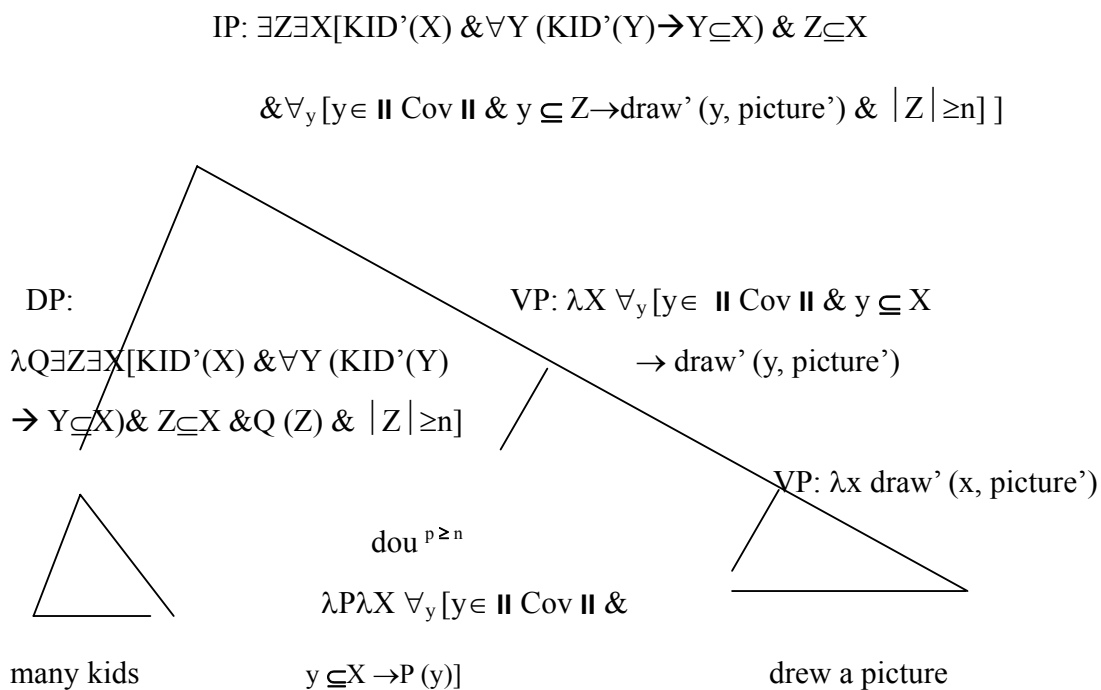 IP: ∃Z∃X[KID’(X) &∀Y (KID’(Y)→Y⊆X) & Z⊆X
&∀y [y∈ ǁ Cov ǁ & y ⊆ Z→draw’ (y, picture’) & │Z│≥n] ]
DP:
λQ∃Z∃X[KID’(X) &∀Y (KID’(Y)
→ Y⊆X)& Z⊆X &Q (Z) & │Z│≥n]
VP: λX ∀y [y∈ ǁ Cov ǁ & y ⊆ X
→ draw’ (y, picture’)
VP: λx draw’ (x, picture’)
dou p ≥ n
λPλX ∀y [y∈ ǁ Cov ǁ &
y ⊆X →P (y)]
many kids
drew a picture